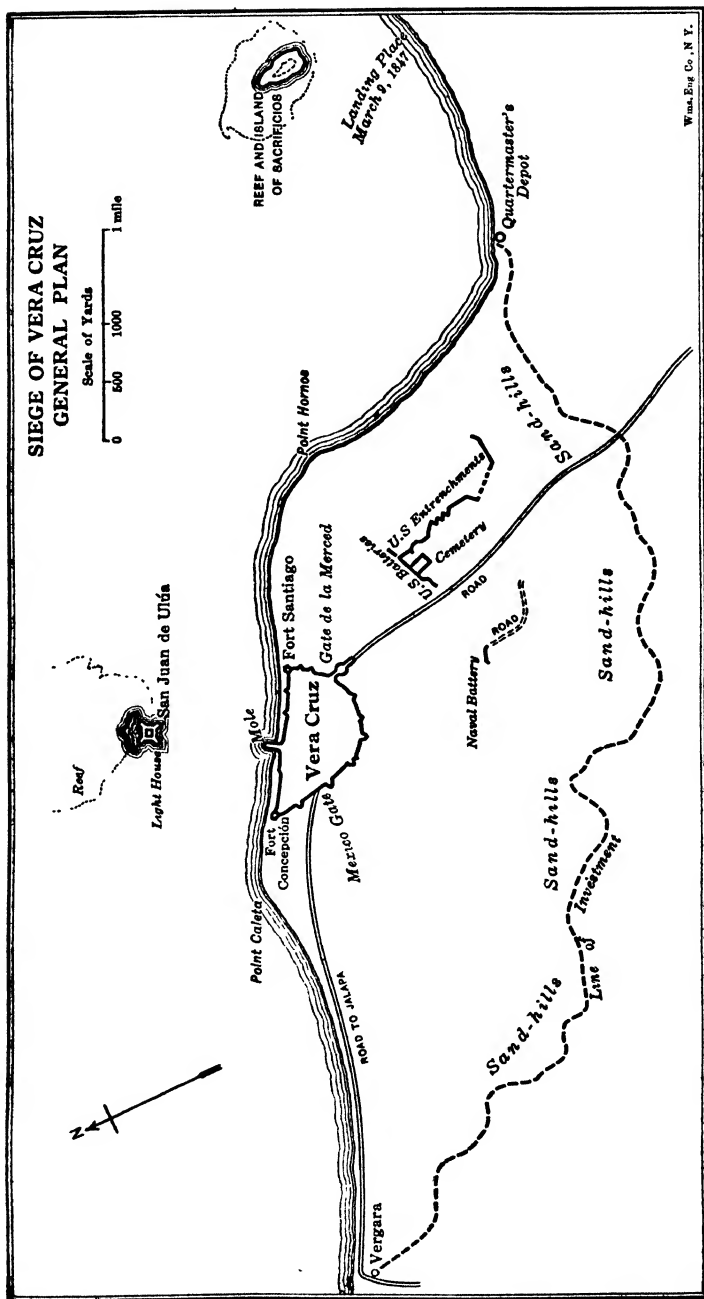 SIEGE OF VERA CRUZ
GENERAL PLAN
Scale of Yards
0 500 1000 1 mile
REEF AND ISLAND
OF SACRIFICIOS
Landing Place
March 9, 1847
Quartermaster's
Depot
Reef
Light House
San Juan de Ulúa
Point Hornos
Mole
Fort Santiago
Gate de la Merced
Vera Cruz
Fort
Concepción
Mexico Gate
Point Caleta
ROAD TO JALAPA
Vergara
N
U.S. Batteries
U.S Entrenchments
Cemetery
ROAD
Naval Battery
ROAD
Sand-hills
Sand-hills
Sand-hills
Sand-hills
Line of Investment
Wms. Eng Co., N Y.